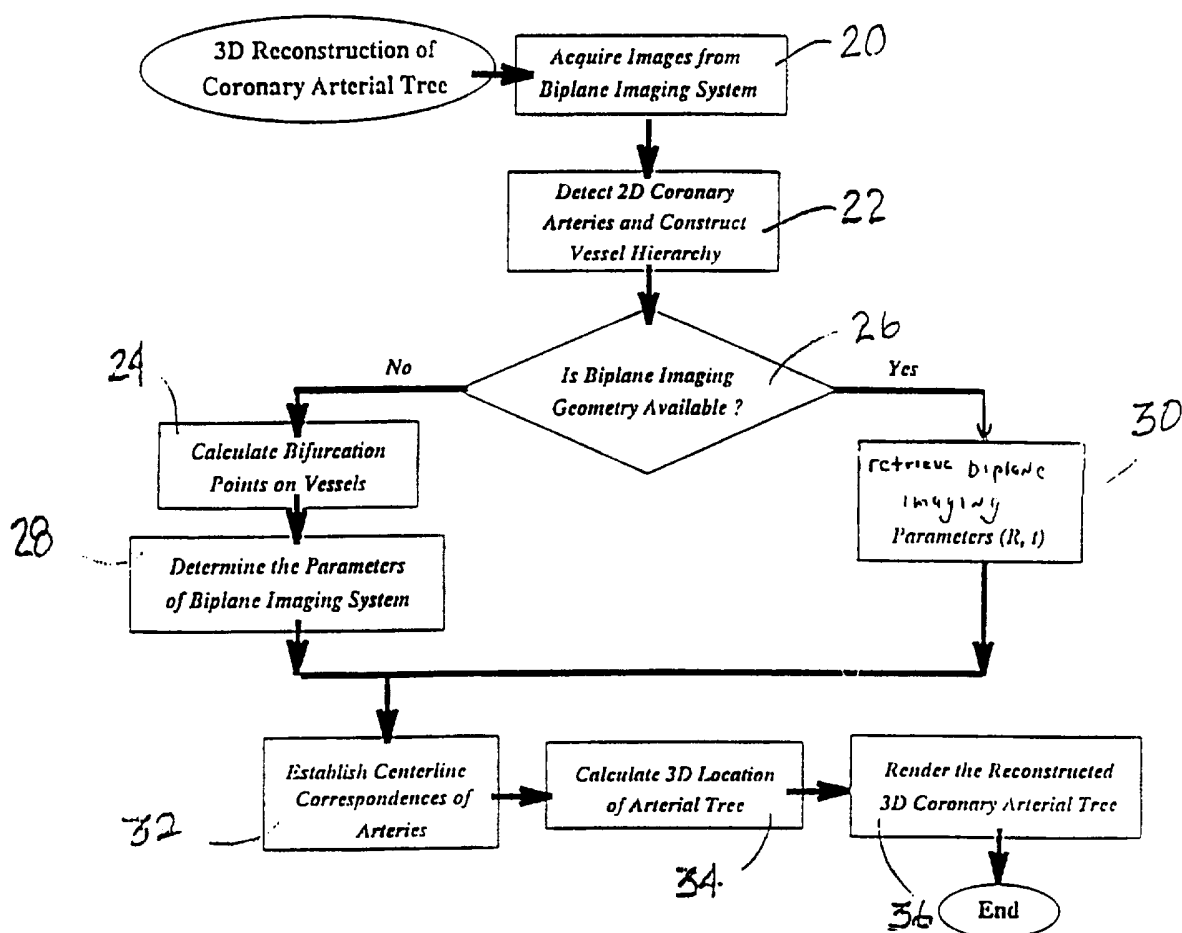 3D Reconstruction of
Coronary Arterial Tree
Acquire Images from
Biplane Imaging System
20
Detect 2D Coronary
Arteries and Construct
Vessel Hierarchy
22
Is Biplane Imaging
Geometry Available ?
26
No
Yes
24
Calculate Bifurcation
Points on Vessels
28
Determine the Parameters
of Biplane Imaging System
retrieve biplane
imaging
Parameters (R, t)
30
Establish Centerline
Correspondences of
Arteries
32
Calculate 3D Location
of Arterial Tree
34
Render the Reconstructed
3D Coronary Arterial Tree
36
End